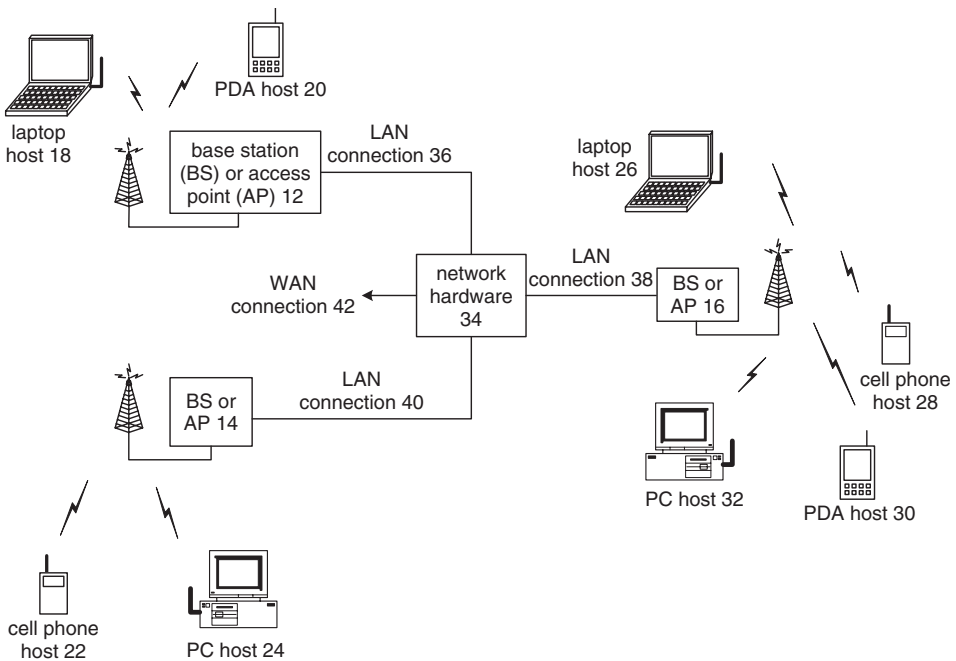 PDA host 20
laptop
host 18
base station
(BS) or access
point (AP) 12
LAN
connection 36
laptop
host 26
WAN
connection 42
network
hardware
34
LAN
connection 38
BS or
AP 16
cell phone
host 28
BS or
AP 14
LAN
connection 40
PC host 32
PDA host 30
cell phone
host 22
PC host 24